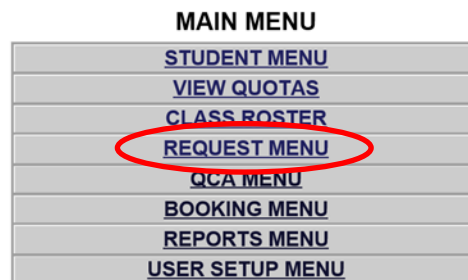 MAIN MENU
STUDENT MENU
VIEW QUOTAS
CLASS ROSTER
REQUEST MENU
QCA MENU
BOOKING MENU
REPORTS MENU
USER SETUP MENU